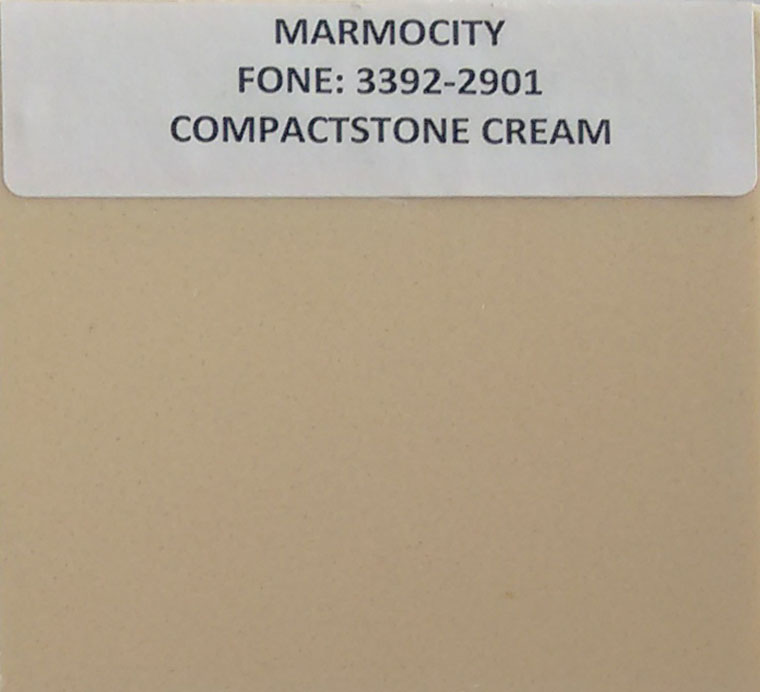 MARMOCITY
FONE: 3392-2901
COMPACTSTONE CREAM